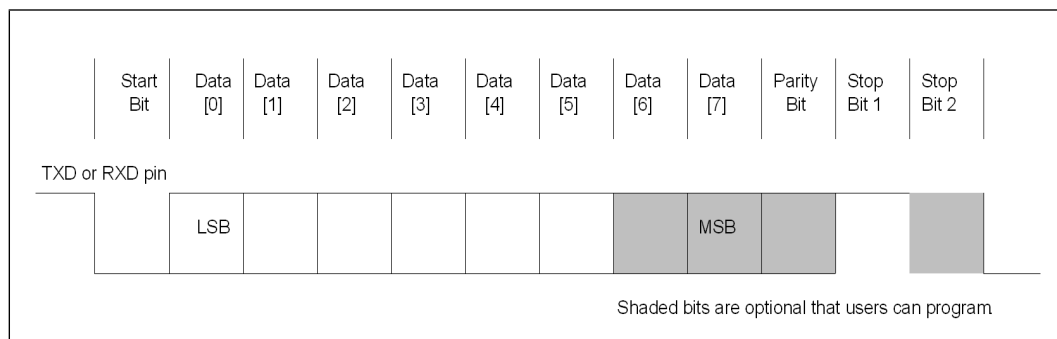 Start Bit
Data [0]
Data [1]
Data [2]
Data [3]
Data [4]
Data [5]
Data [6]
Data [7]
Parity Bit
Stop Bit 1
Stop Bit 2
TXD or RXD pin
LSB
MSB
Shaded bits are optional that users can program.